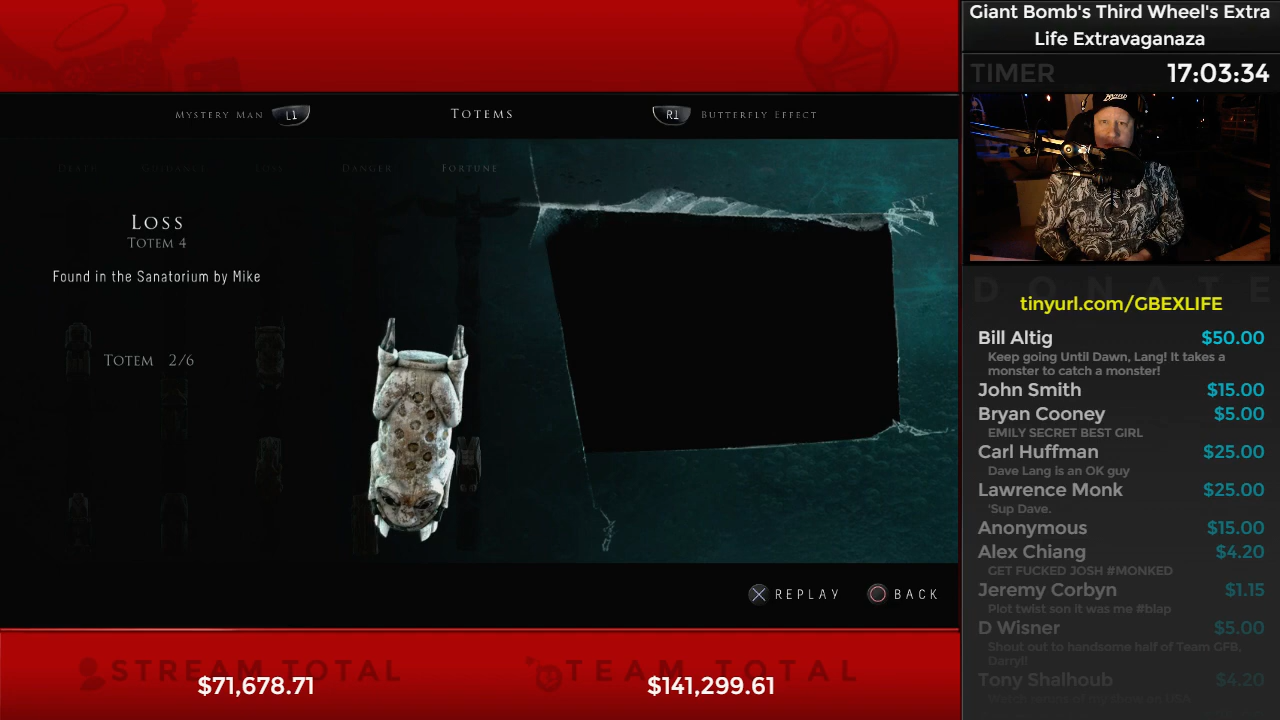 Giant Bomb's Third Wheel's Extra
Life Extravaganaza
TIMER
17:03:34
MYSTERY MAN
L1
TOTEMS
R1
BUTTERFLY EFFECT
DEATH
GUIDANCE
LOSS
DANGER
FORTUNE
LOSS
TOTEM 4
Found in the Sanatorium by Mike
TOTEM 2/6
REPLAY
BACK
DONATE
tinyurl.com/GBEXLIFE
Bill Altig $50.00
Keep going Until Dawn, Lang! It takes a
monster to catch a monster!
John Smith $15.00
Bryan Cooney $5.00
EMILY SECRET BEST GIRL
Carl Huffman $25.00
Dave Lang is an OK guy
Lawrence Monk $25.00
'Sup Dave.
Anonymous $15.00
Alex Chiang $4.20
GET FUCKED JOSH #MONKED
Jeremy Corbyn $1.15
Plot twist son it was me #blap
D Wisner $5.00
Shout out to handsome half of Team GFB,
Darryl!
Tony Shalhoub $4.20
STREAM TOTAL
$71,678.71
TEAM TOTAL
$141,299.61